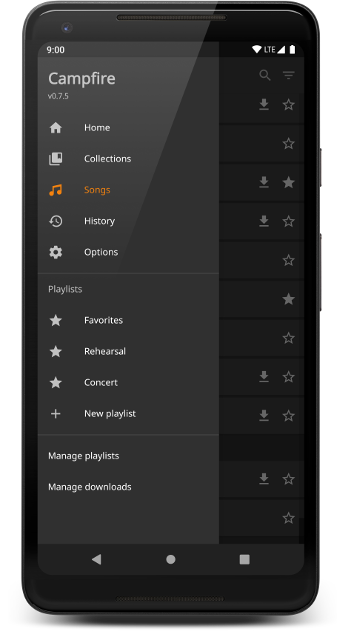 9:00
LTE
Campfire
v0.7.5
Home
Collections
Songs
History
Options
Playlists
Favorites
Rehearsal
Concert
New playlist
Manage playlists
Manage downloads